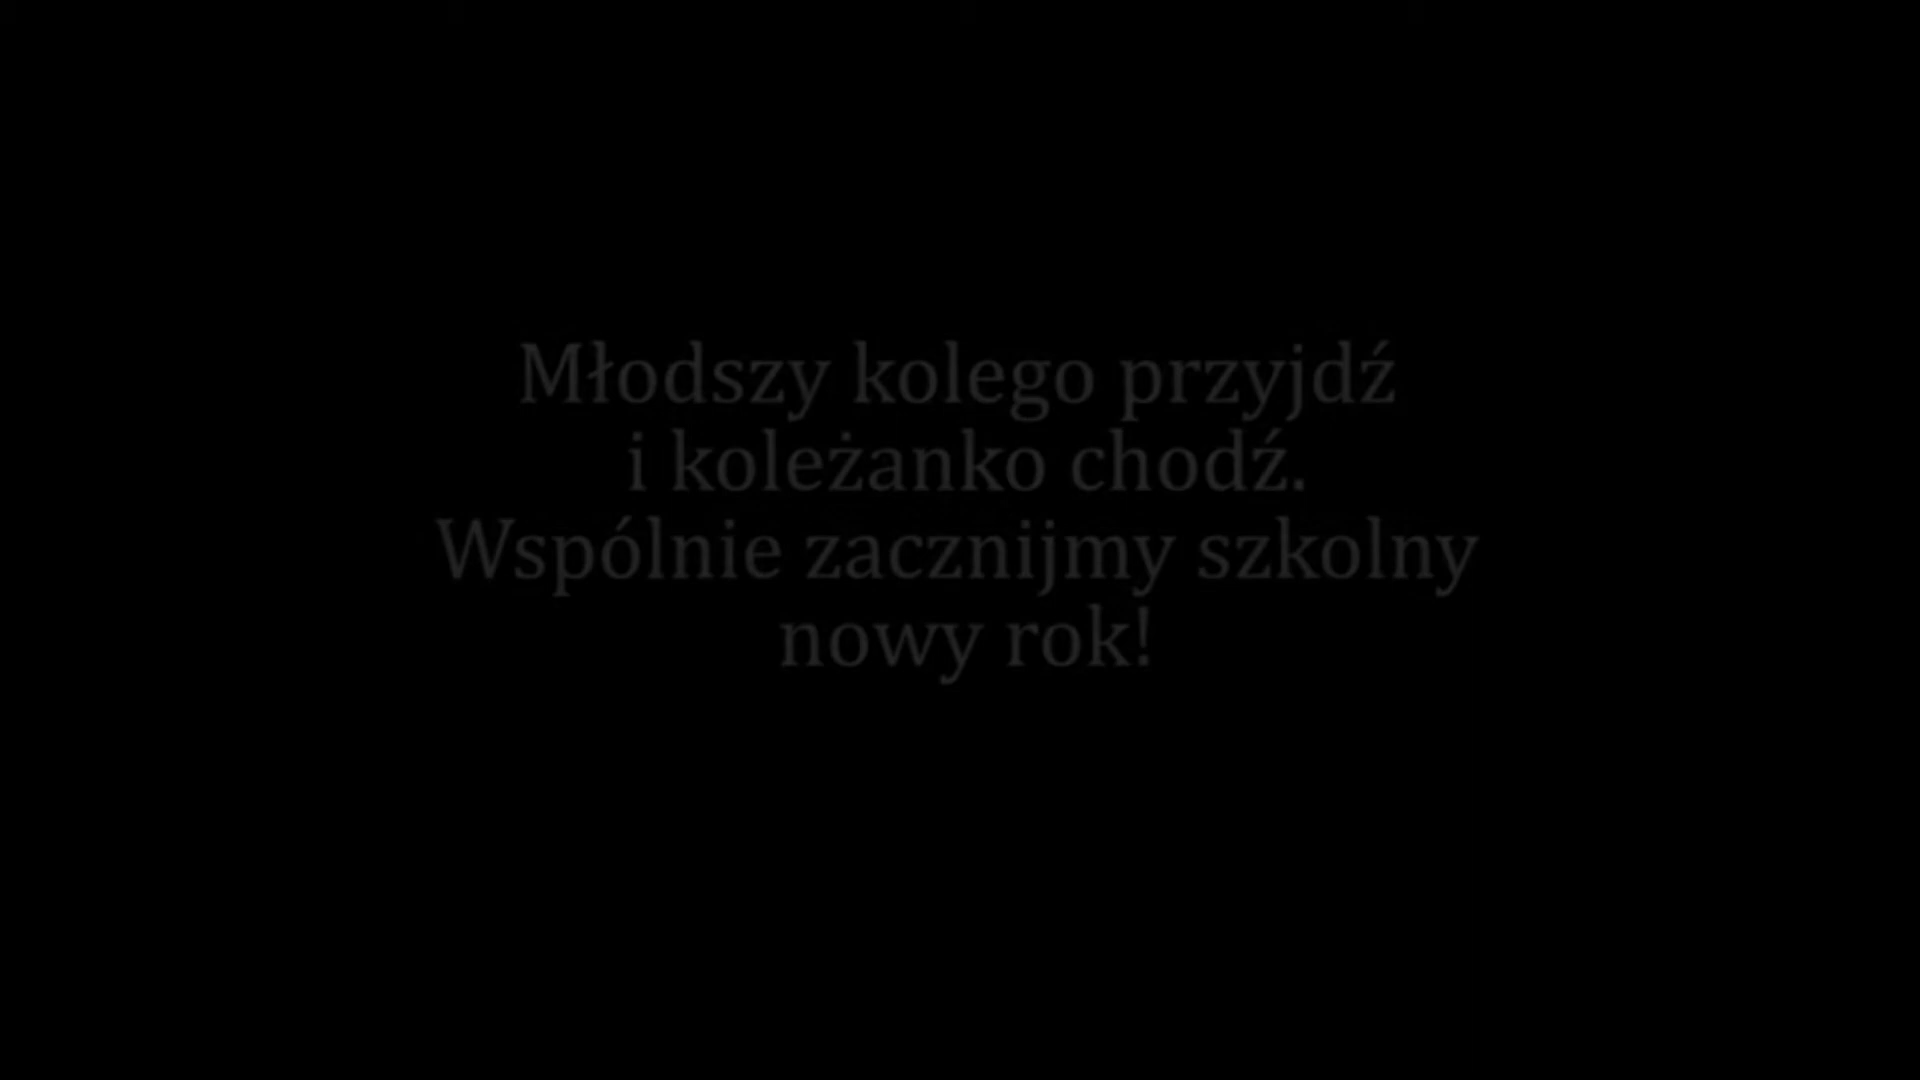 Młodszy kolego przyjdź
i koleżanko chodź.
Wspólnie zacznijmy szkolny
nowy rok!